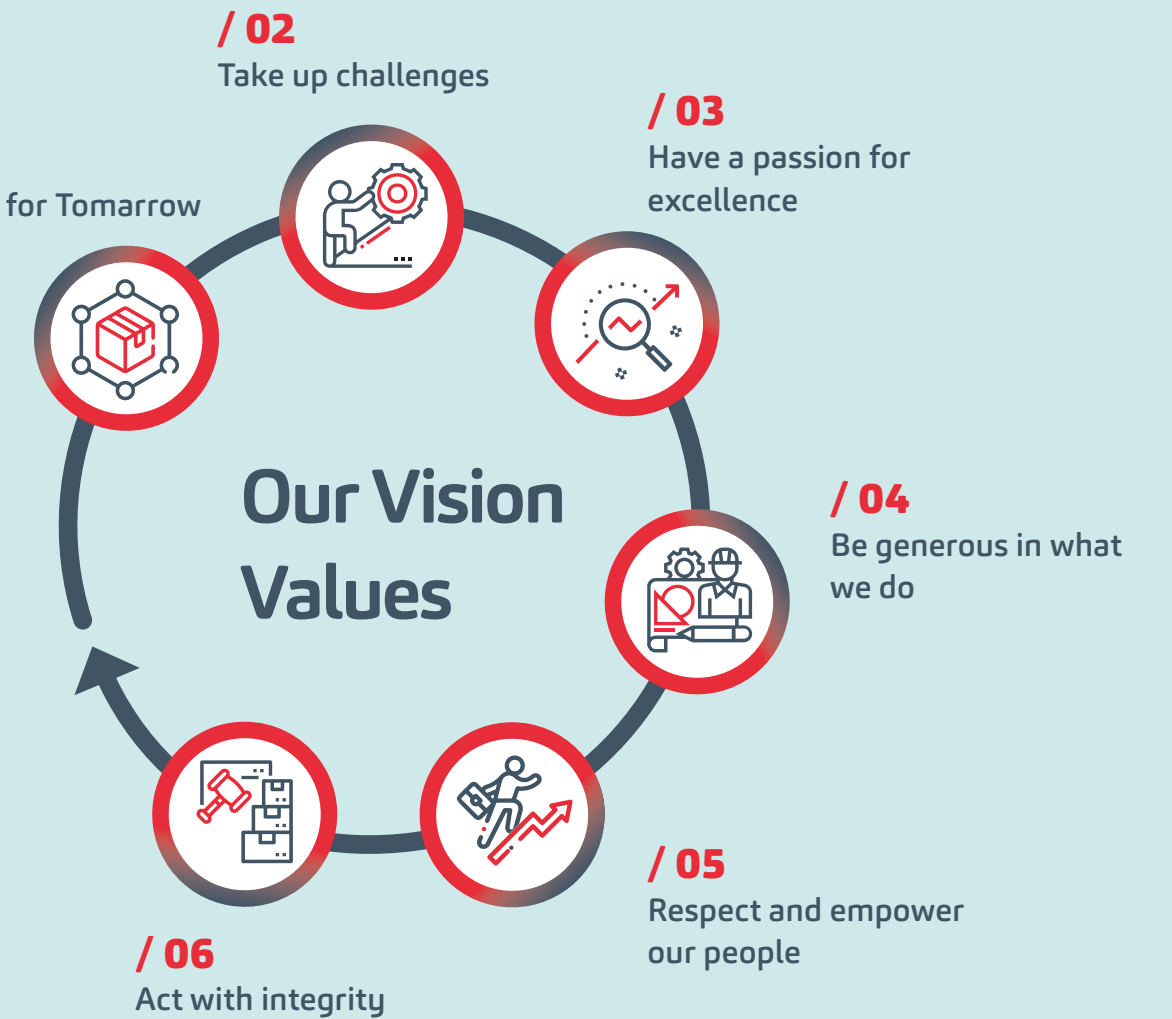 / 02
Take up challenges
/ 03
Have a passion for
excellence
for Tomarrow
Our Vision
Values
/ 04
Be generous in what
we do
/ 05
Respect and empower
our people
/ 06
Act with integrity